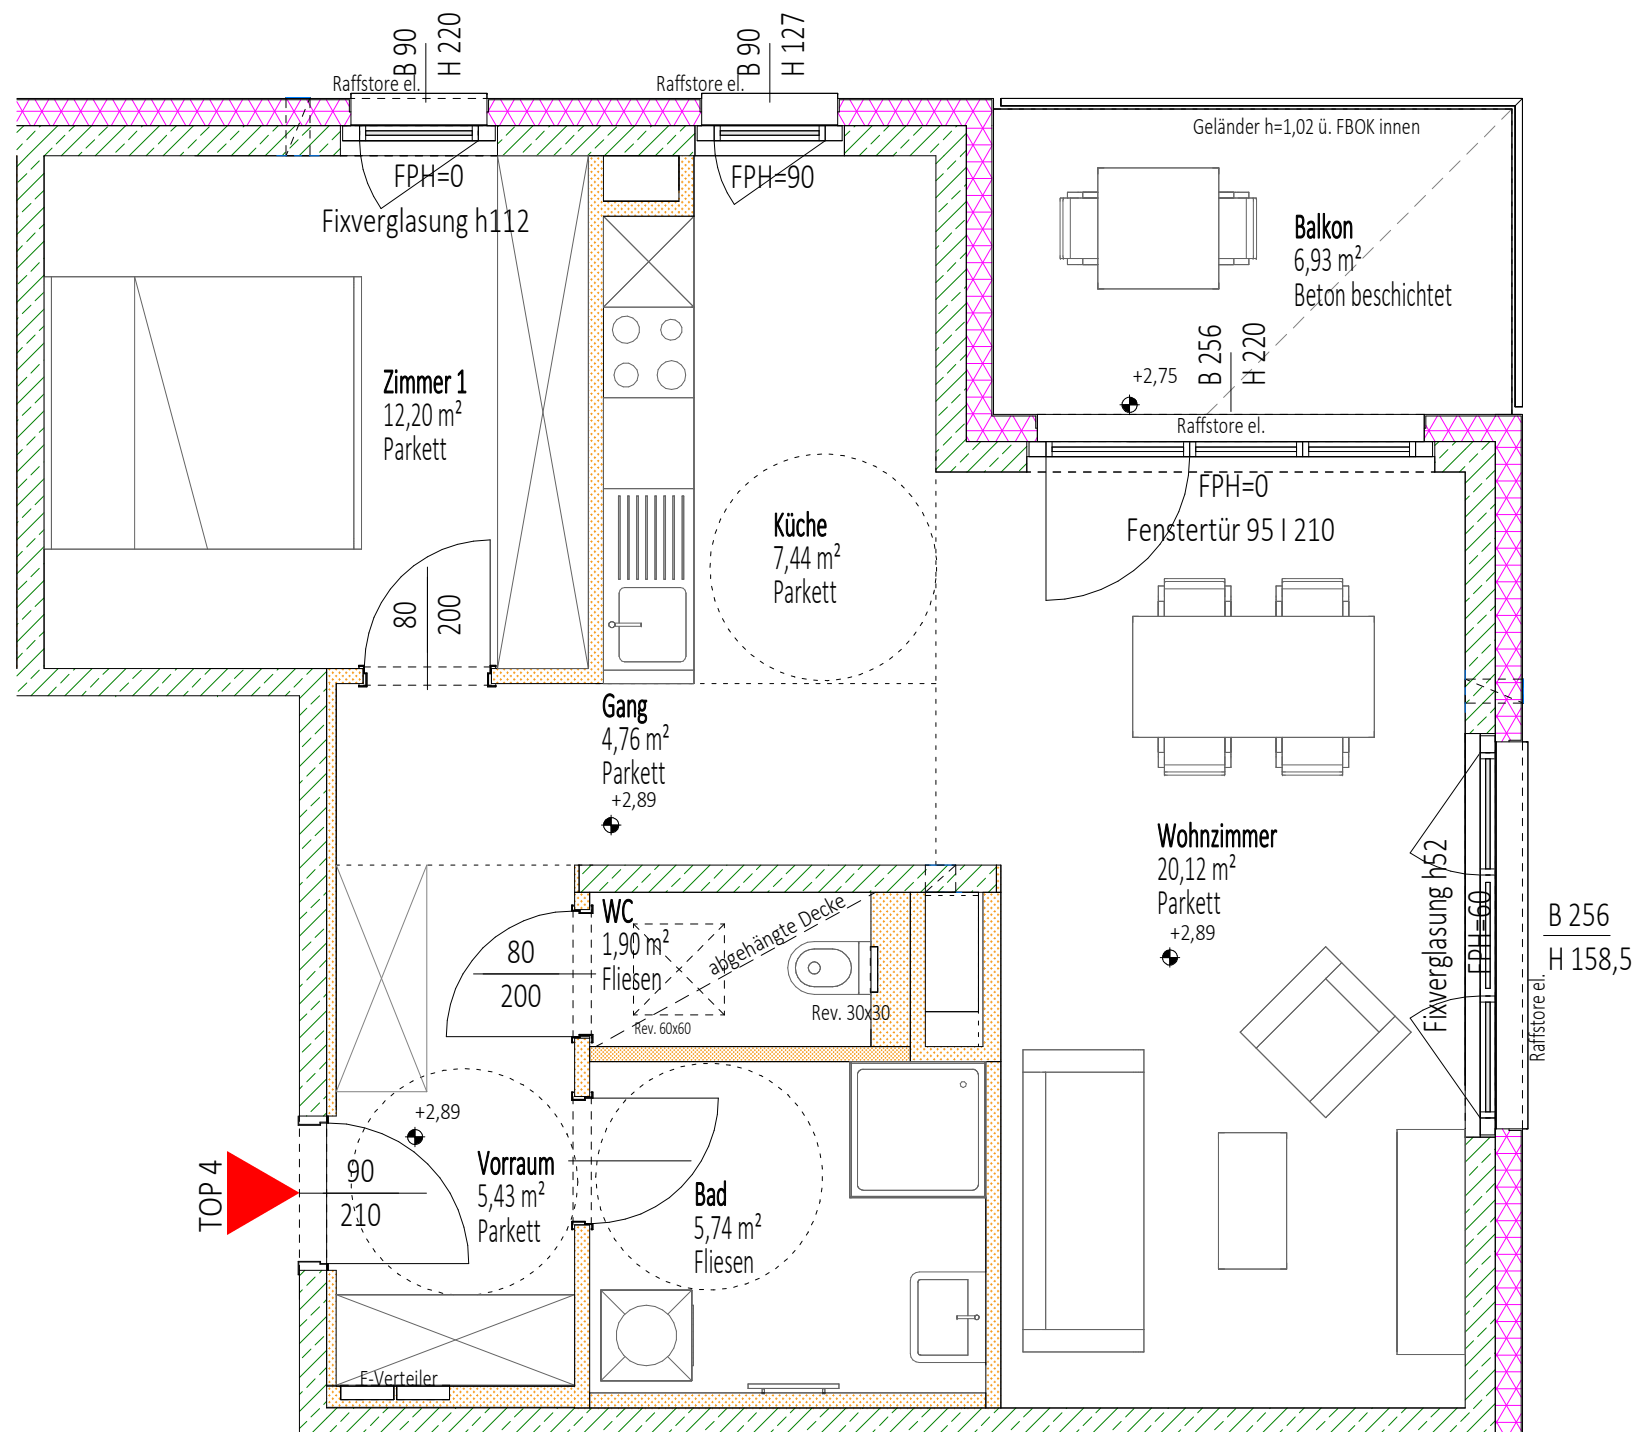 B 90
H 220
B 90
H 127
Raffstore el.
Raffstore el.
Geländer h=1,02 ü. FBOK innen
FPH=0
Fixverglasung h112
FPH=90
Balkon
6,93 m²
Beton beschichtet
+2,75
B 256
H 220
Raffstore el.
FPH=0
Fenstertür 95 I 210
Zimmer 1
12,20 m²
Parkett
Küche
7,44 m²
Parkett
80
200
Gang
4,76 m²
Parkett
+2,89
Wohnzimmer
20,12 m²
Parkett
+2,89
Fixverglasung h52
FPH=60
B 256
H 158,5
Raffstore el.
WC
1,90 m²
Fliesen
abgehängte Decke
Rev. 60x60
Rev. 30x30
80
200
+2,89
TOP 4
90
210
Vorraum
5,43 m²
Parkett
Bad
5,74 m²
Fliesen
E-Verteiler